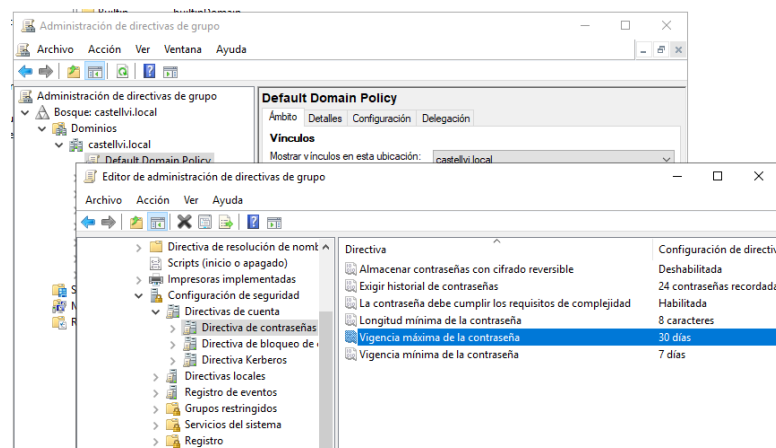 Builtin builtinDomain
Administración de directivas de grupo
Archivo Acción Ver Ventana Ayuda
Administración de directivas de grupo
Bosque: castellvi.local
Dominios
castellvi.local
Default Domain Policy
Default Domain Policy
Ámbito Detalles Configuración Delegación
Vínculos
Mostrar vínculos en esta ubicación: castellvi.local
Editor de administración de directivas de grupo
Archivo Acción Ver Ayuda
Directiva de resolución de nomb
Scripts (inicio o apagado)
Impresoras implementadas
Configuración de seguridad
Directivas de cuenta
Directiva de contraseñas
Directiva de bloqueo de
Directiva Kerberos
Directivas locales
Registro de eventos
Grupos restringidos
Servicios del sistema
Registro
Directiva Configuración de directiv
Almacenar contraseñas con cifrado reversible Deshabilitada
Exigir historial de contraseñas 24 contraseñas recordada
La contraseña debe cumplir los requisitos de complejidad Habilitada
Longitud mínima de la contraseña 8 caracteres
Vigencia máxima de la contraseña 30 días
Vigencia mínima de la contraseña 7 días
S
N
R